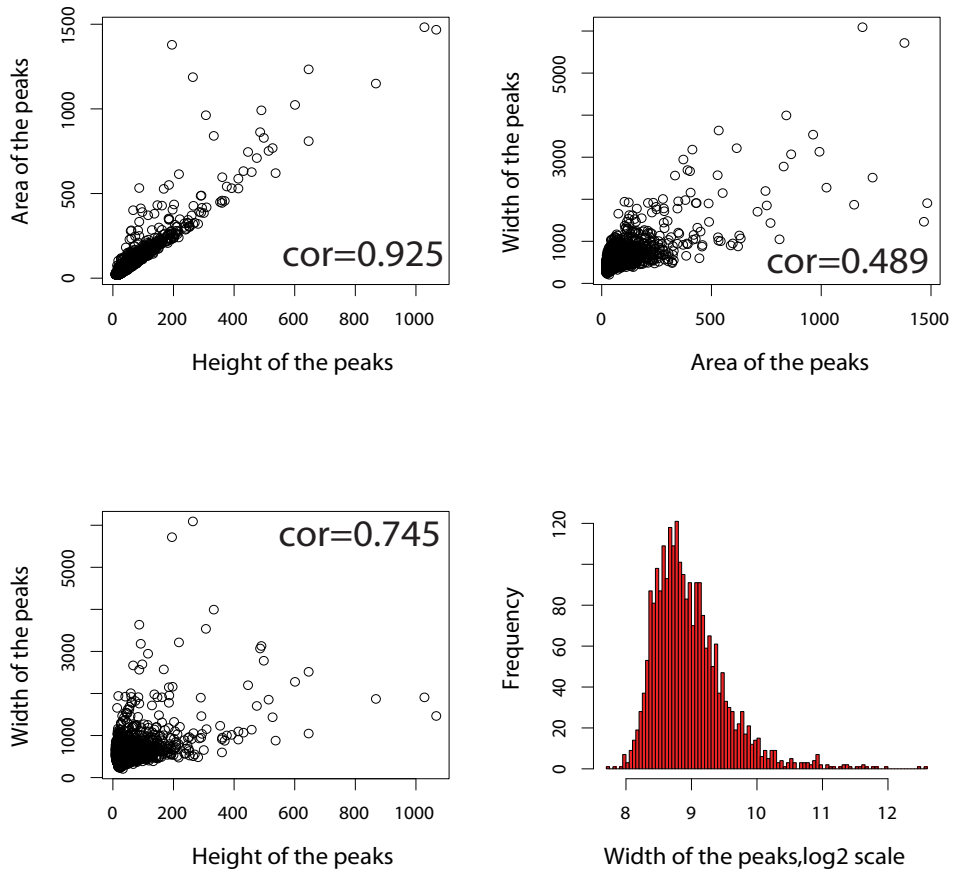 Area of the peaks
1500
1000
500
0
cor=0.925
0 200 400 600 800 1000
Height of the peaks
Width of the peaks
5000
3000
1000
0
cor=0.489
0 500 1000 1500
Area of the peaks
Width of the peaks
5000
3000
1000
0
cor=0.745
0 200 400 600 800 1000
Height of the peaks
Frequency
120
80
60
40
20
0
8 9 10 11 12
Width of the peaks,log2 scale